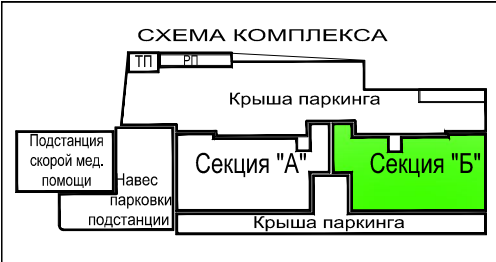 СХЕМА КОМПЛЕКСА
ТП
РП
Крыша паркинга
Подстанция
скорой мед.
помощи
Навес
парковки
подстанции
Секция "А"
Секция "Б"
Крыша паркинга